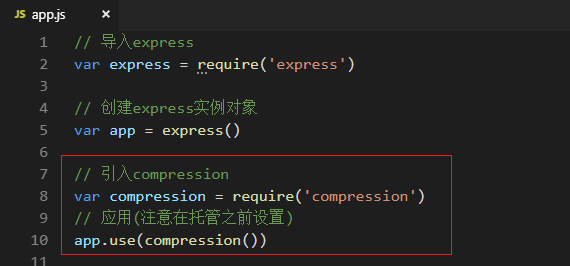 JS app.js ×
1 // 导入express
2 var express = require('express')
3
4 // 创建express实例对象
5 var app = express()
6
7 // 引入compression
8 var compression = require('compression')
9 // 应用(注意在托管之前设置)
10 app.use(compression())
11